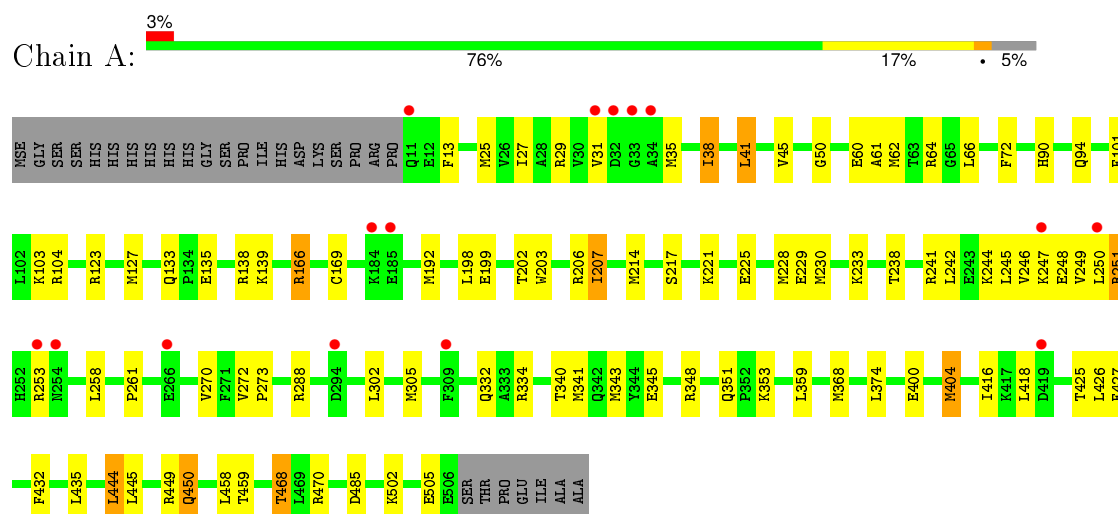 3%
Chain A:
76% 17% • 5%
MSE GLY SER SER HIS HIS HIS HIS HIS HIS GLY SER PRO ILE HIS ASP LYS SER PRO ARG PRO Q11 E12 F13 M25 V26 I27 A28 R29 V30 V31 D32 G33 A34 M35 I38 L41 V45 G50 E60 A61 M62 T63 R64 G65 L66 F72 H90 Q94
L102 K103 R104 R123 M127 Q133 P134 E135 R138 K139 R166 C169 K184 E185 M192 L198 E199 T202 W203 R206 I207 M214 S217 K221 E225 M228 E229 M230 K233 T238 R241 L242 E243 K244 L245 V246 K247 E248 V249 L250
H252 R253 N254 L258 P261 E266 V270 F271 V272 P273 R288 D294 L302 M305 F309 Q332 A333 R334 T340 M341 Q342 M343 Y344 E345 R348 Q351 P352 K353 L359 M368 L374 E400 M404 I416 K417 L418 D419 T425 L426
F432 L435 L444 L445 R449 Q450 L458 T459 T468 L469 R470 D485 K502 E505 E506 SER THR PRO GLU ILE ALA ALA